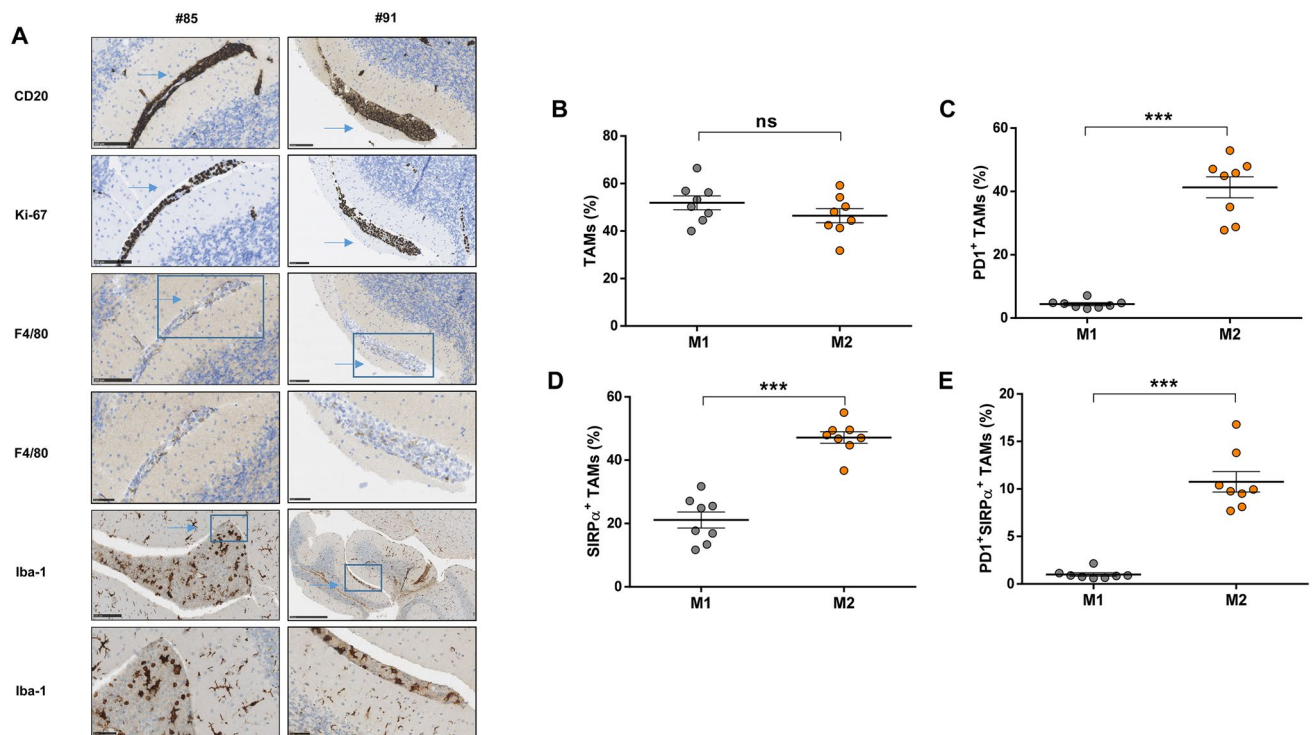 #85 #91
A
CD20
Ki-67
F4/80
F4/80
Iba-1
Iba-1
B
ns
TAMs (%)
80
60
40
20
0
M1 M2
C
***
PD1⁺ TAMs (%)
60
40
20
0
M1 M2
D
***
SIRPα⁺ TAMs (%)
60
40
20
0
M1 M2
E
***
PD1⁺SIRPα⁺ TAMs (%)
20
15
10
5
0
M1 M2